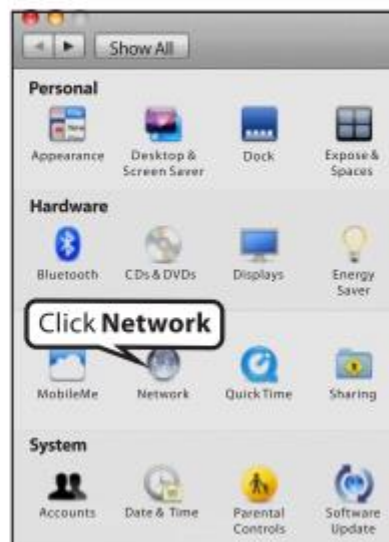 Show All
Personal
Appearance
Desktop &
Screen Saver
Dock
Exposé &
Spaces
Hardware
Bluetooth
CDs & DVDs
Displays
Energy
Saver
Click Network
MobileMe
Network
QuickTime
Sharing
System
Accounts
Date & Time
Parental
Controls
Software
Update